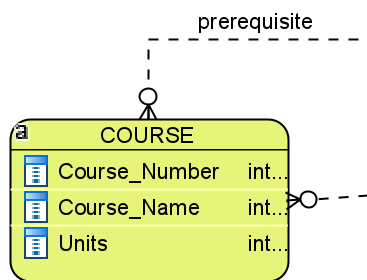 prerequisite
a
COURSE
Course_Number int...
Course_Name int...
Units int...